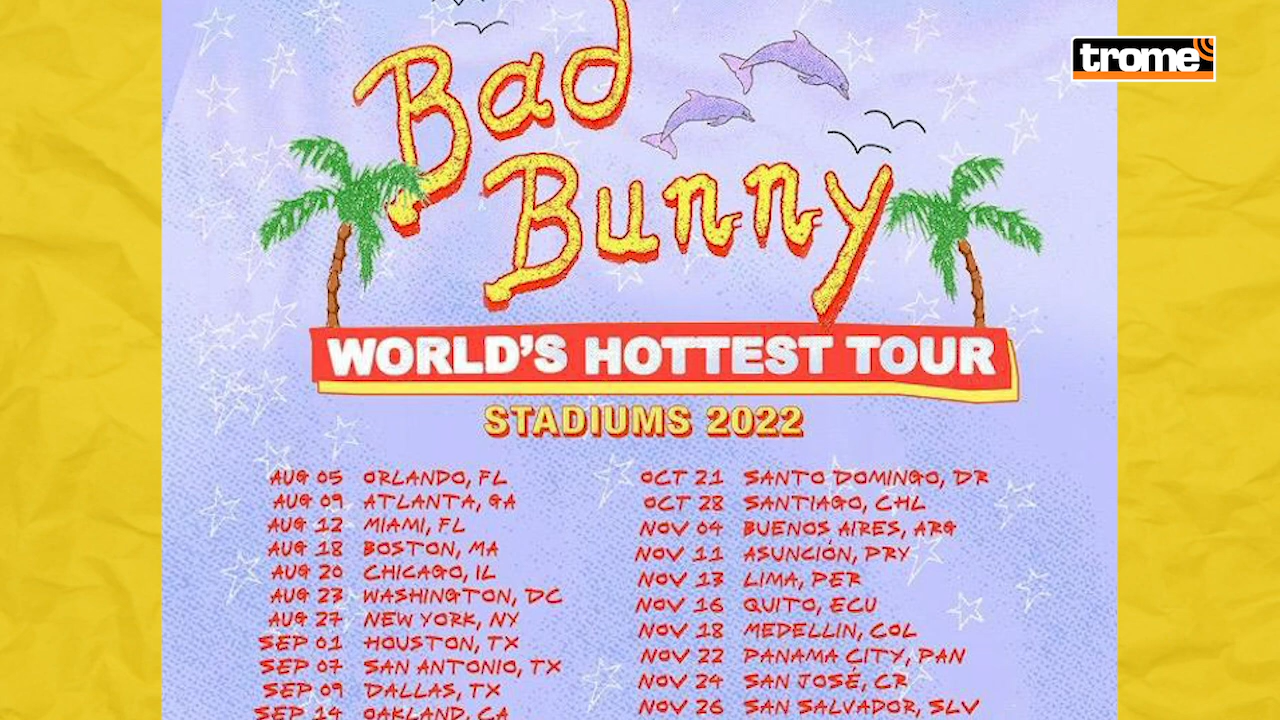 trome
Bad
Bunny
WORLD'S HOTTEST TOUR
STADIUMS 2022
AUG 05 ORLANDO, FL
AUG 09 ATLANTA, GA
AUG 12 MIAMI, FL
AUG 18 BOSTON, MA
AUG 20 CHICAGO, IL
AUG 23 WASHINGTON, DC
AUG 27 NEW YORK, NY
SEP 01 HOUSTON, TX
SEP 07 SAN ANTONIO, TX
SEP 09 DALLAS, TX
SEP 14 OAKLAND, CA
OCT 21 SANTO DOMINGO, DR
OCT 28 SANTIAGO, CHL
NOV 04 BUENOS AIRES, ARG
NOV 11 ASUNCIÓN, PRY
NOV 13 LIMA, PER
NOV 16 QUITO, ECU
NOV 18 MEDELLIN, COL
NOV 22 PANAMA CITY, PAN
NOV 24 SAN JOSÉ, CR
NOV 26 SAN SALVADOR, SLV